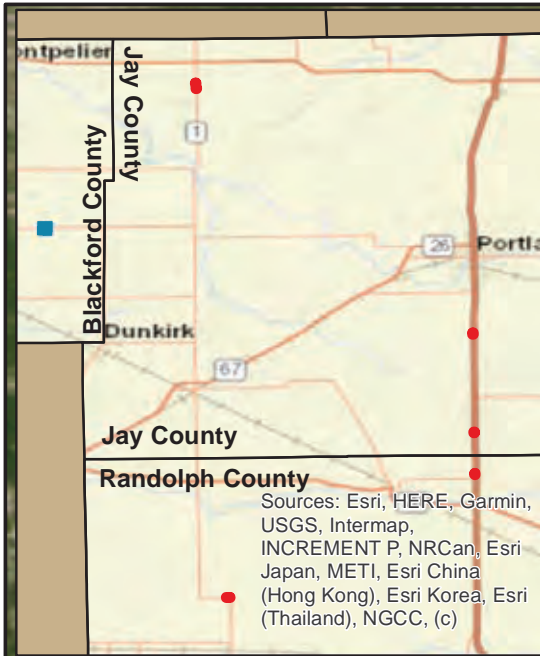 ontpelier
Jay County
1
Blackford County
26
Portla
Dunkirk
67
Jay County
Randolph County
Sources: Esri, HERE, Garmin,
USGS, Intermap,
INCREMENT P, NRCan, Esri
Japan, METI, Esri China
(Hong Kong), Esri Korea, Esri
(Thailand), NGCC, (c)